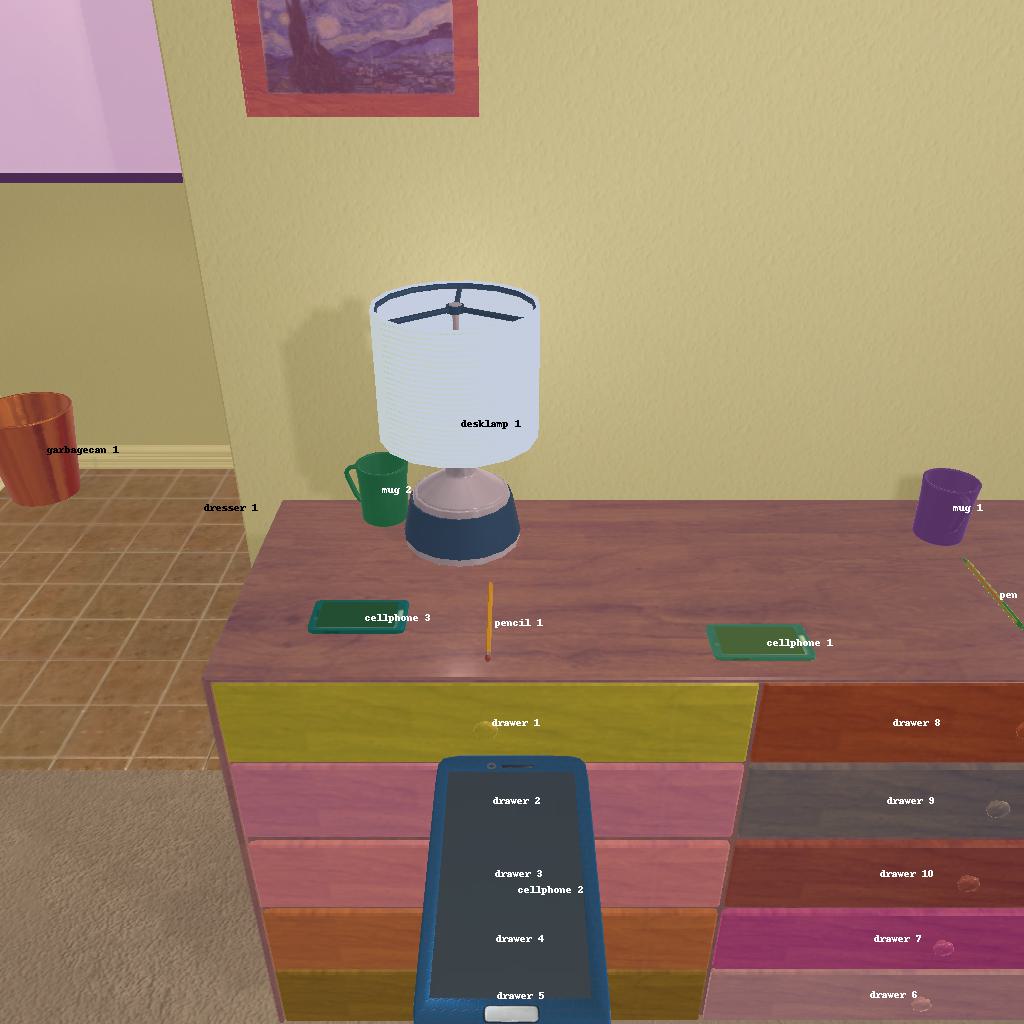 desklamp 1
garbagecan 1
mug 2
dresser 1
mug 1
pen
cellphone 3
pencil 1
cellphone 1
drawer 1
drawer 8
drawer 2
drawer 9
drawer 3
drawer 10
cellphone 2
drawer 4
drawer 7
drawer 5
drawer 6